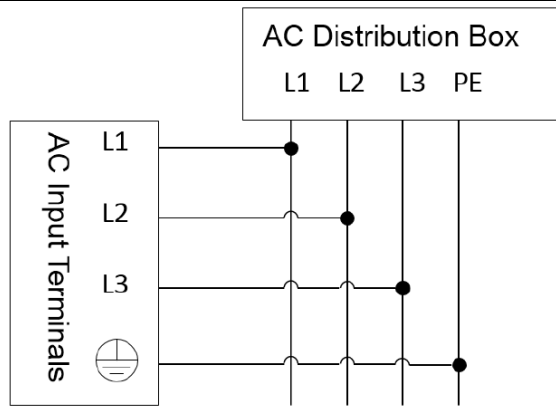 AC Distribution Box
L1 L2 L3 PE
AC Input Terminals
L1
L2
L3